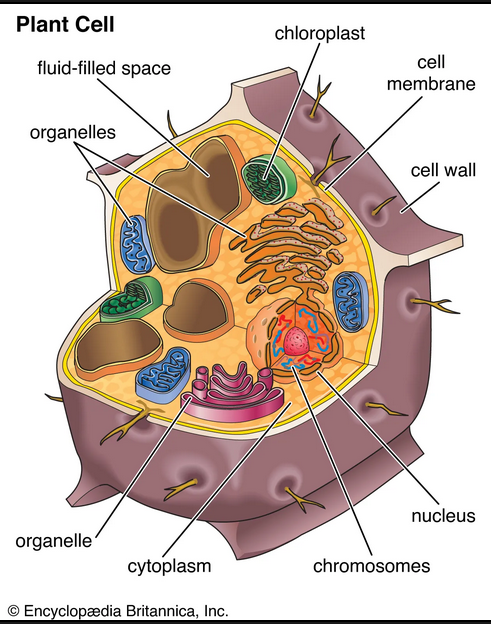 Plant Cell
chloroplast
fluid-filled space
cell
membrane
organelles
cell wall
nucleus
organelle
cytoplasm
chromosomes
© Encyclopædia Britannica, Inc.